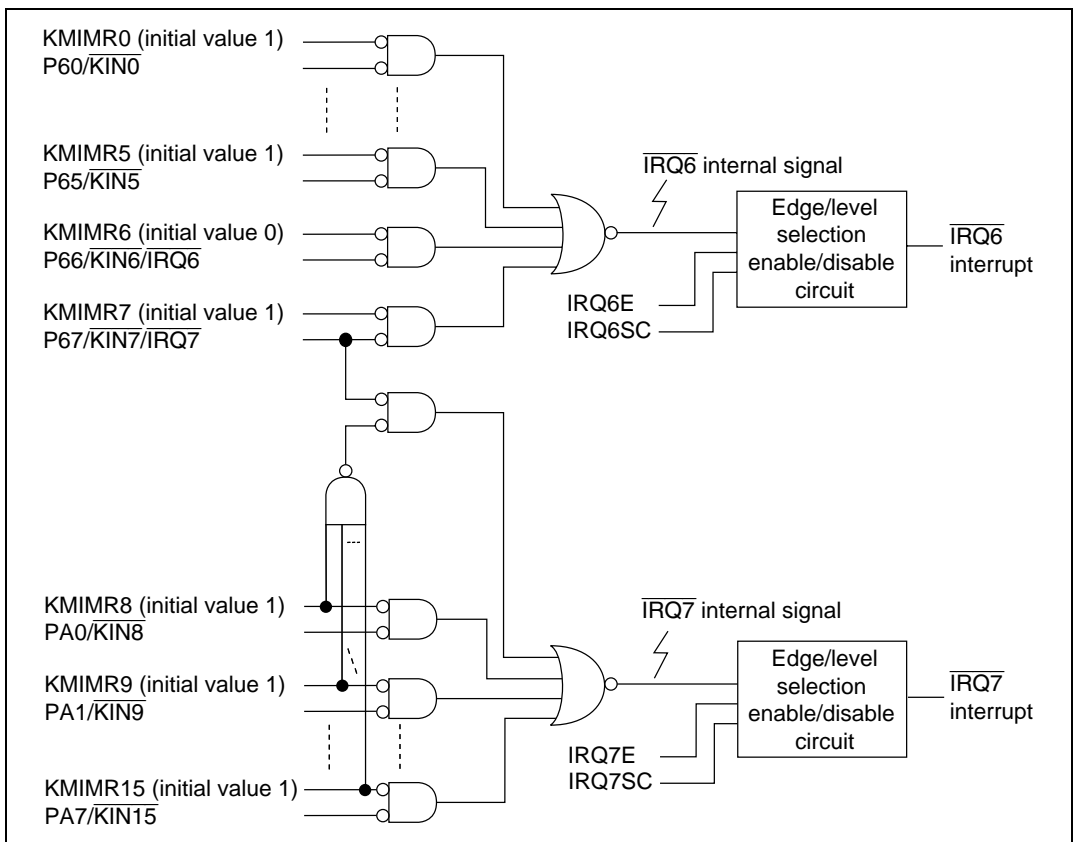 KMIMR0 (initial value 1)
P60/KIN0
KMIMR5 (initial value 1)
P65/KIN5
KMIMR6 (initial value 0)
P66/KIN6/IRQ6
KMIMR7 (initial value 1)
P67/KIN7/IRQ7
IRQ6 internal signal
Edge/level
selection
enable/disable
circuit
IRQ6
interrupt
IRQ6E
IRQ6SC
KMIMR8 (initial value 1)
PA0/KIN8
KMIMR9 (initial value 1)
PA1/KIN9
KMIMR15 (initial value 1)
PA7/KIN15
IRQ7 internal signal
Edge/level
selection
enable/disable
circuit
IRQ7
interrupt
IRQ7E
IRQ7SC